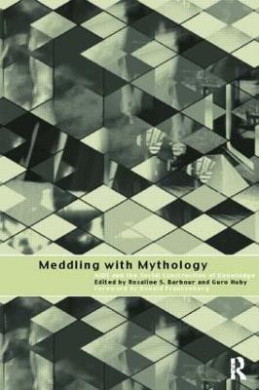 Meddling with Mythology
AIDS and the Social Construction of Knowledge
Edited by Rosaline S. Barbour and Guro Huby
Foreword by Ronald Frankenberg
R